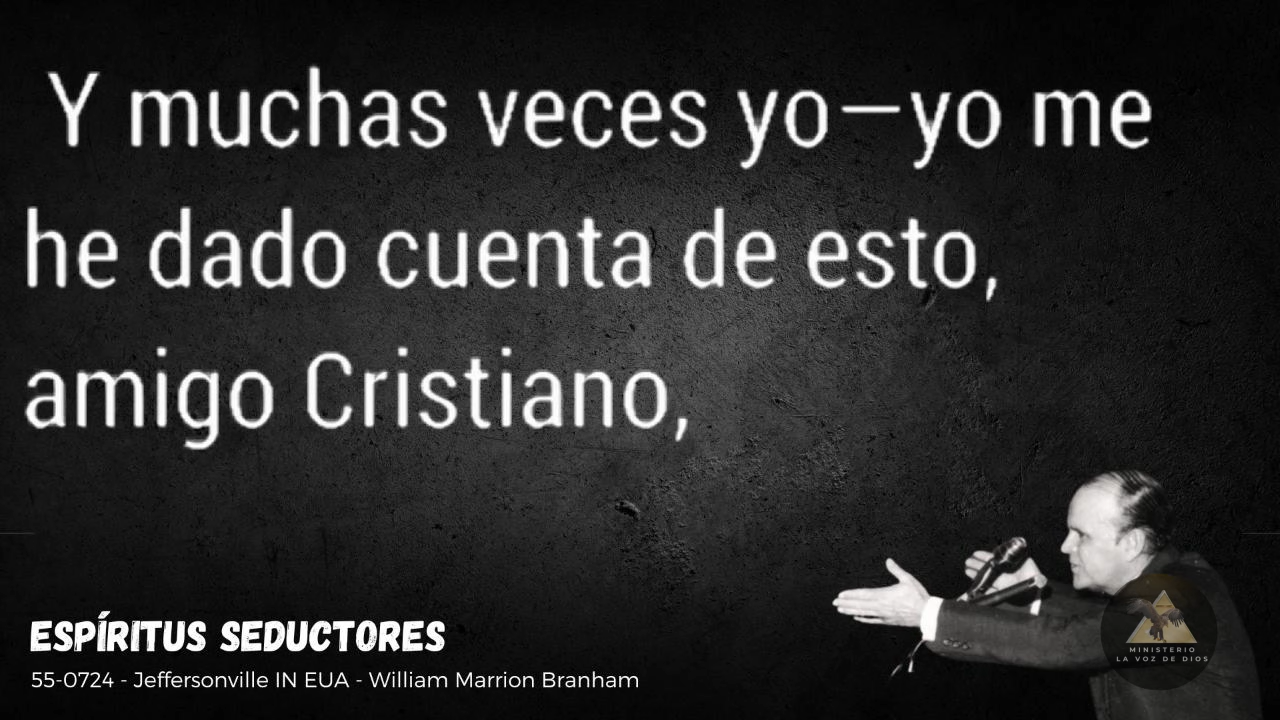 Y muchas veces yo—yo me
he dado cuenta de esto,
amigo Cristiano,
ESPÍRITUS SEDUCTORES
55-0724 - Jeffersonville IN EUA - William Marrion Branham
MINISTERIO
LA VOZ DE DIOS